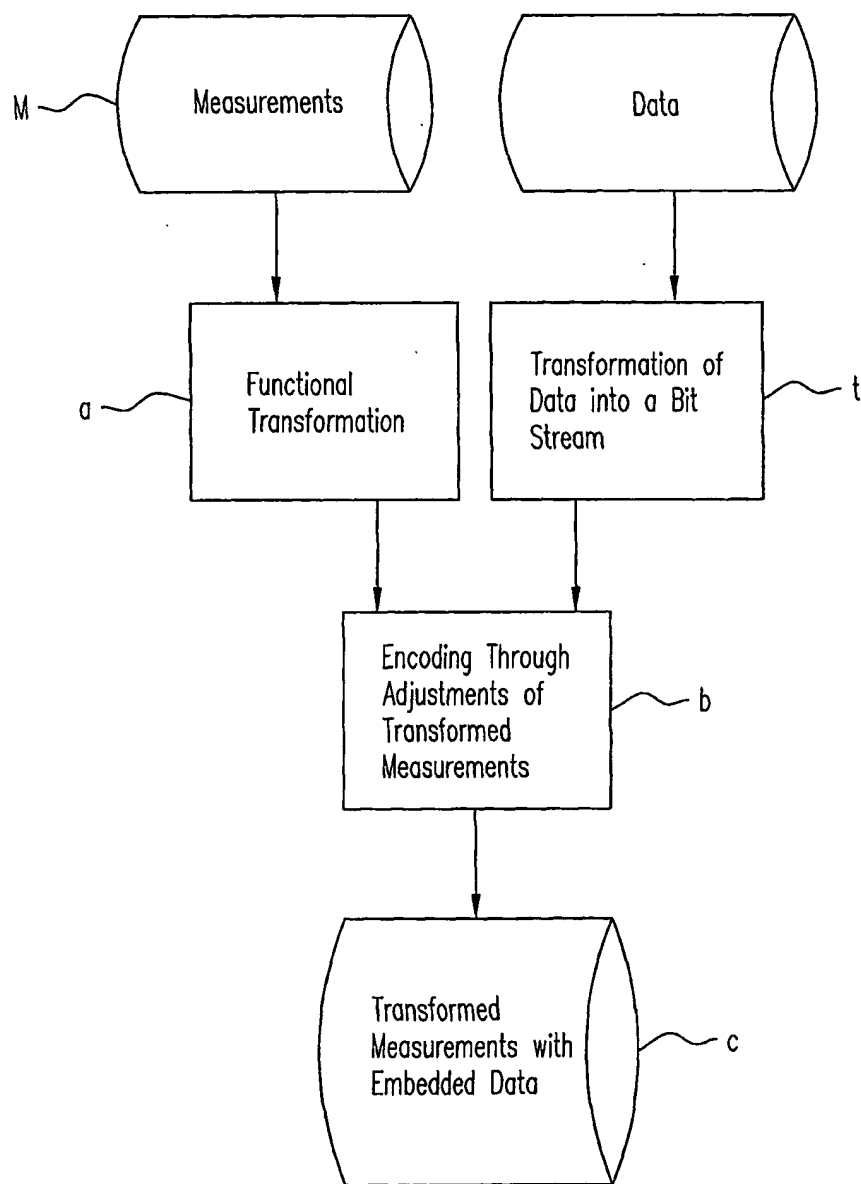 M
Measurements
Data
a
Functional
Transformation
Transformation of
Data into a Bit
Stream
t
Encoding Through
Adjustments of
Transformed
Measurements
b
Transformed
Measurements with
Embedded Data
c